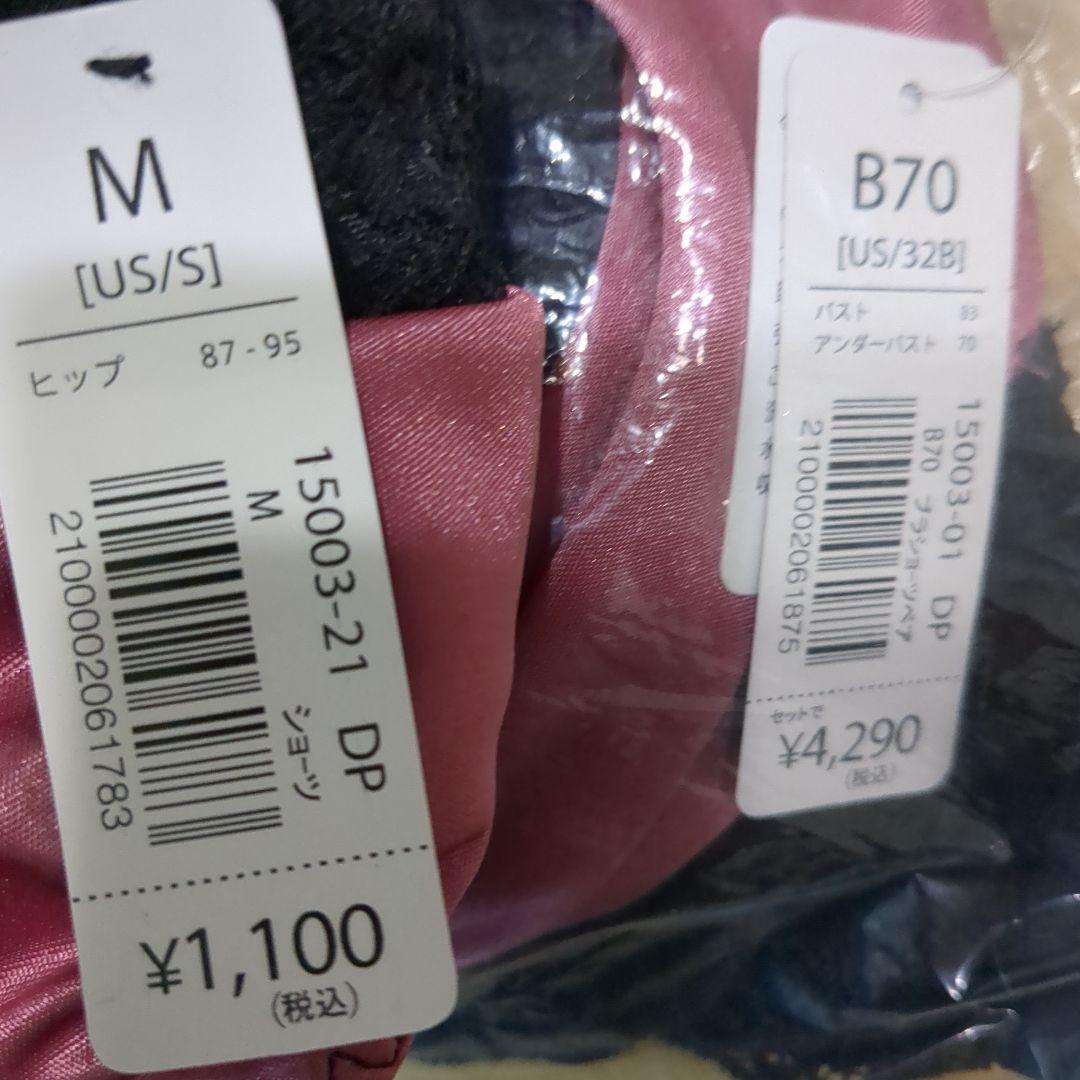 M
[US/S]
ヒップ 87-95
15003-21 DP
M ショーツ
2100002061783
¥1,100
(税込)
B70
[US/32B]
バスト 83
アンダーバスト 70
15003-01 DP
B70 ブラショーツペア
2100002061875
セットで
¥4,290
(税込)